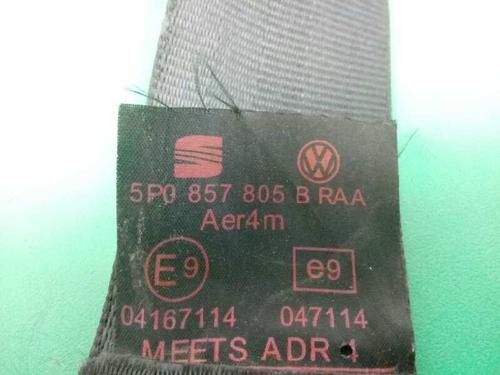 5P0 857 805 B RAA
Aer4m
E9 e9
04167114 047114
MEETS ADR 4